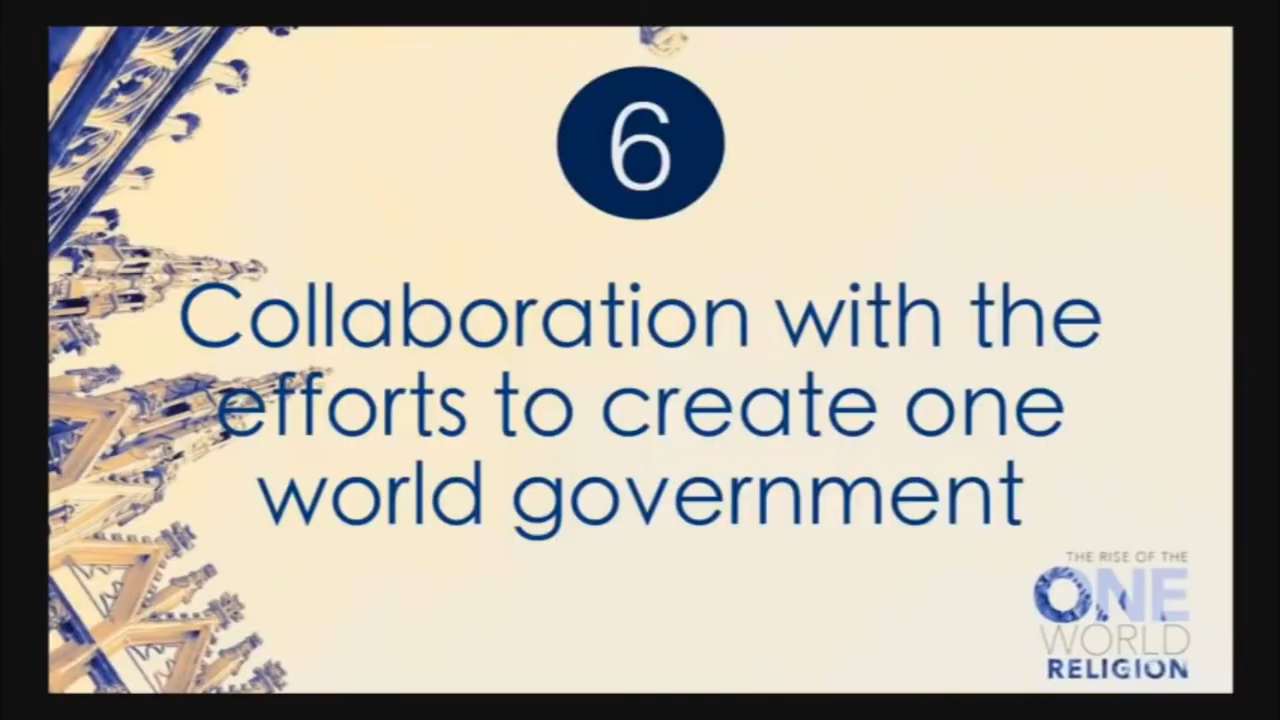 6
Collaboration with the
efforts to create one
world government
THE RISE OF THE
ONE
WORLD
RELIGION